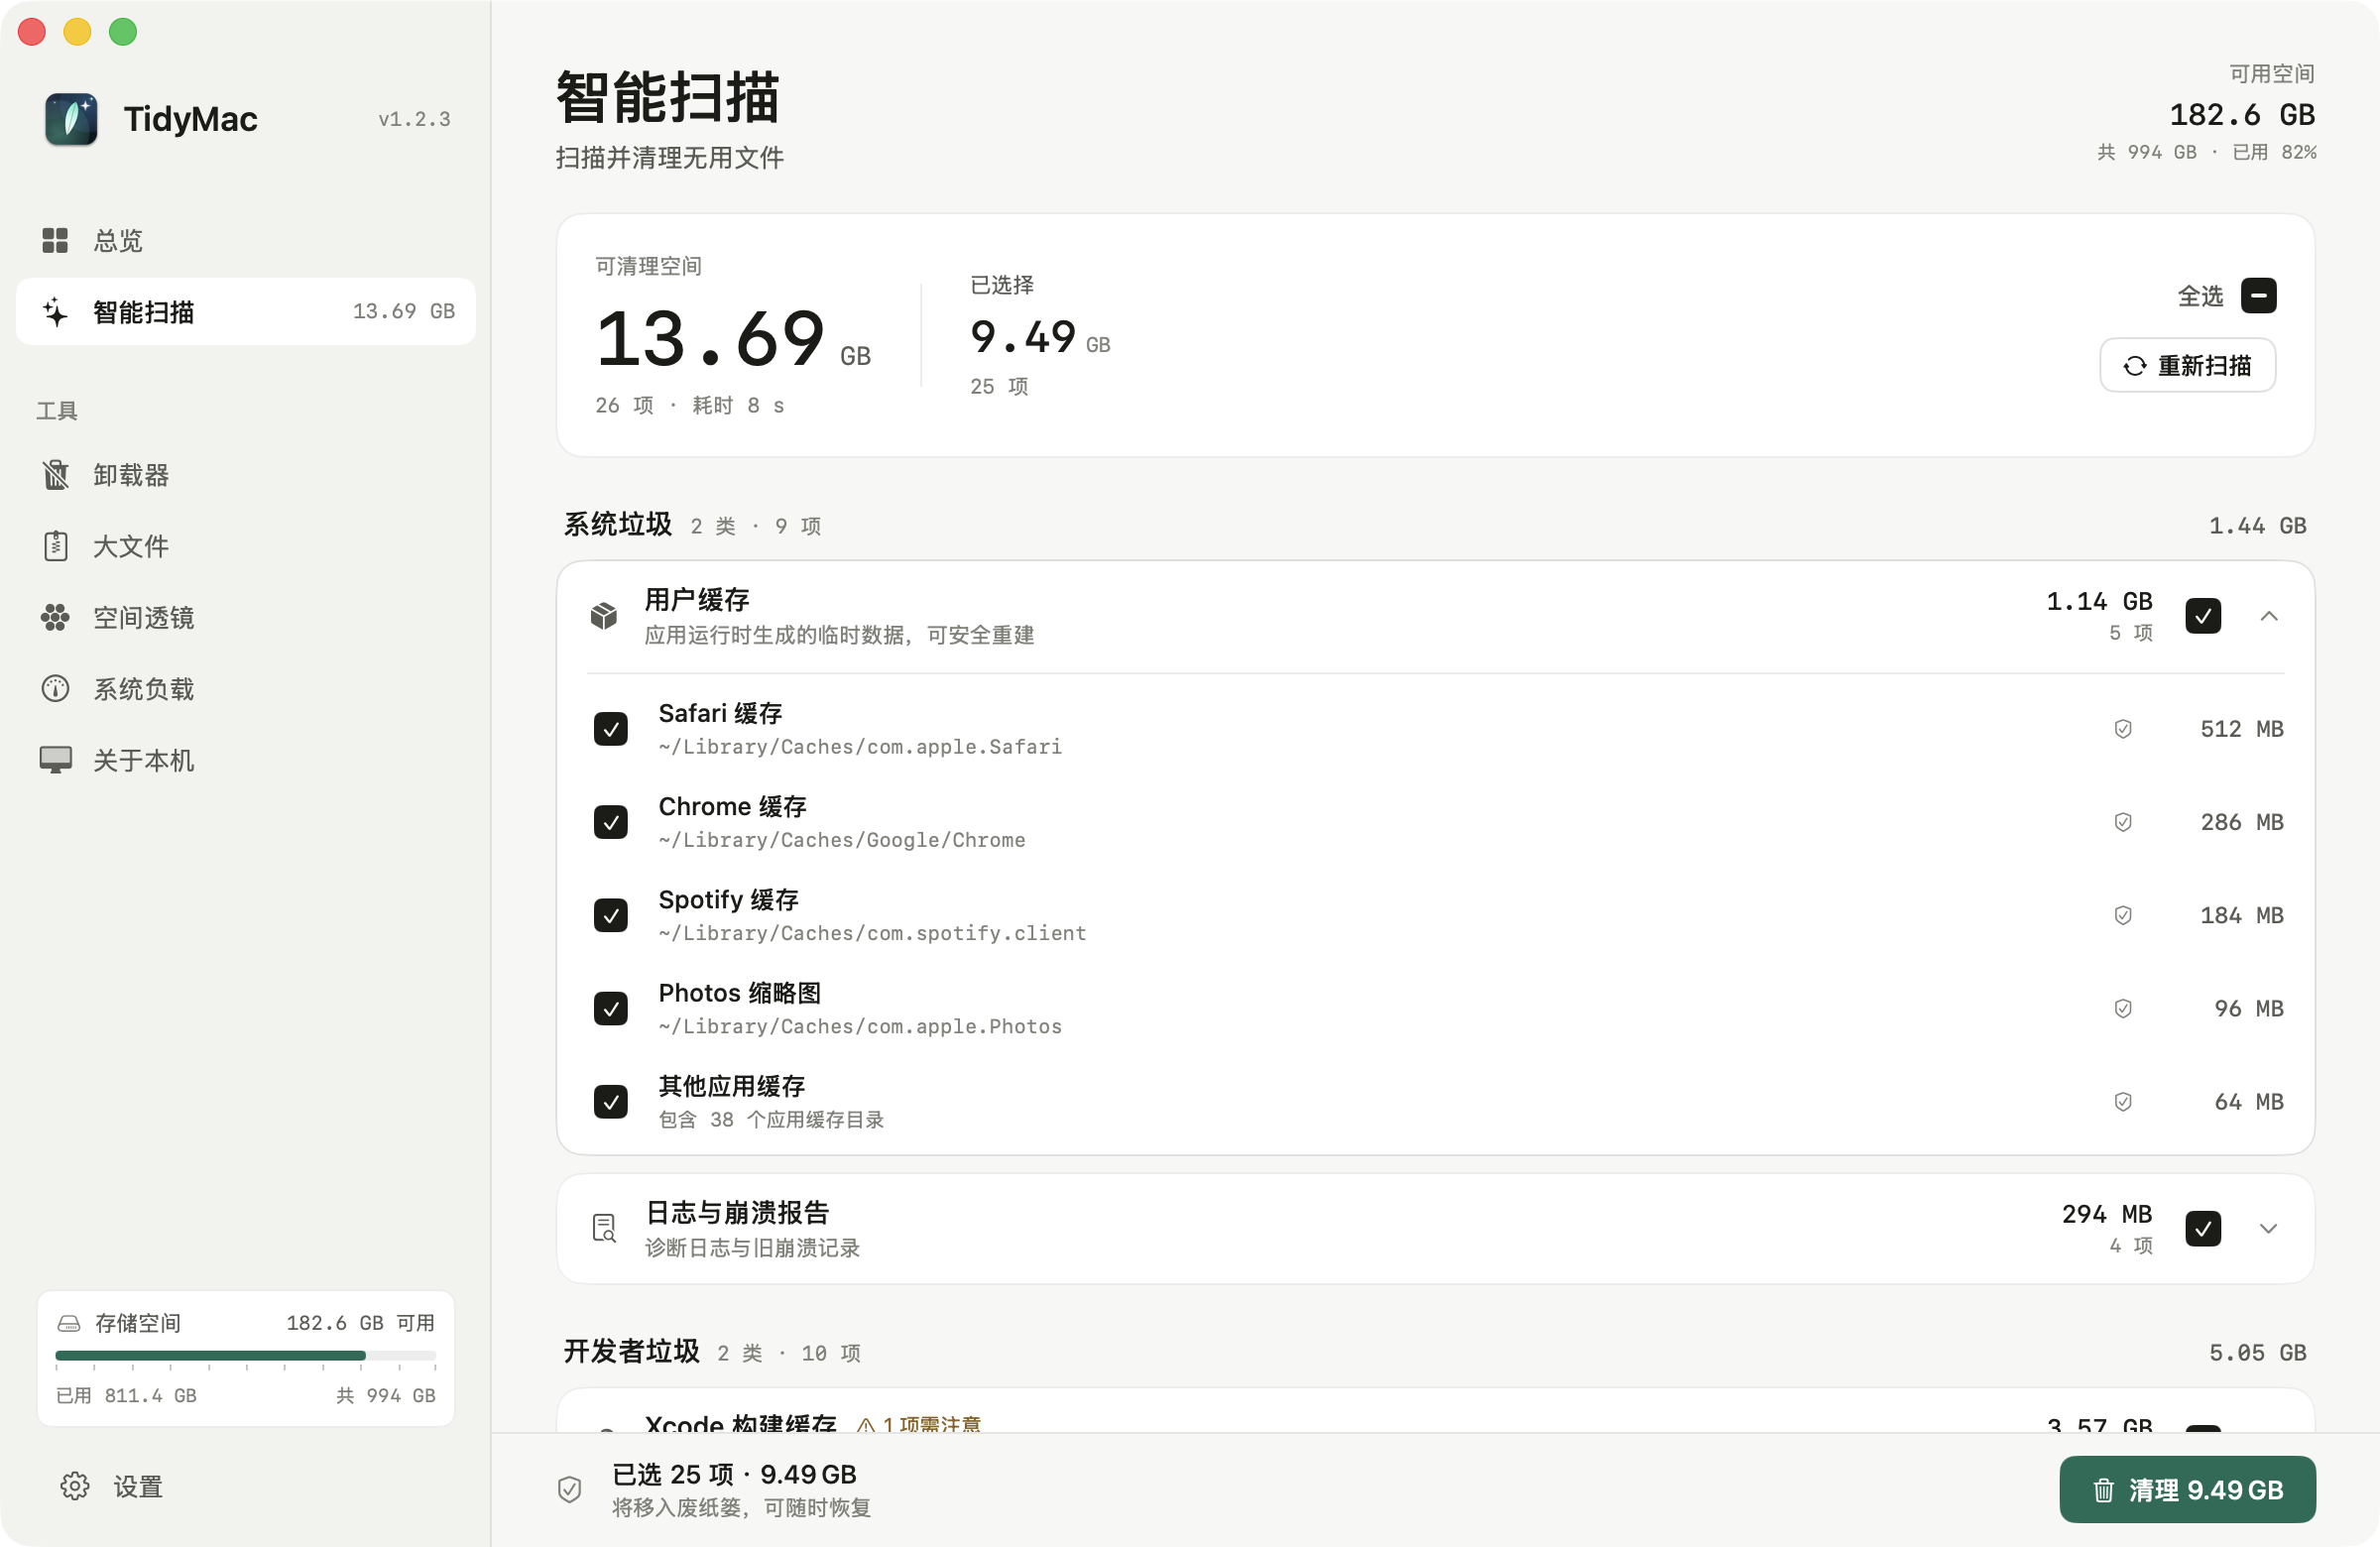 TidyMac
v1.2.3
总览
智能扫描
13.69 GB
工具
卸载器
大文件
空间透镜
系统负载
关于本机
存储空间
182.6 GB 可用
已用 811.4 GB
共 994 GB
设置
智能扫描
扫描并清理无用文件
可用空间
182.6 GB
共 994 GB · 已用 82%
可清理空间
13.69 GB
26 项 · 耗时 8 s
已选择
9.49 GB
25 项
全选
重新扫描
系统垃圾 2 类 · 9 项
1.44 GB
用户缓存
应用运行时生成的临时数据，可安全重建
1.14 GB
5 项
Safari 缓存
~/Library/Caches/com.apple.Safari
512 MB
Chrome 缓存
~/Library/Caches/Google/Chrome
286 MB
Spotify 缓存
~/Library/Caches/com.spotify.client
184 MB
Photos 缩略图
~/Library/Caches/com.apple.Photos
96 MB
其他应用缓存
包含 38 个应用缓存目录
64 MB
日志与崩溃报告
诊断日志与旧崩溃记录
294 MB
4 项
开发者垃圾 2 类 · 10 项
5.05 GB
Xcode 构建缓存 1 项需注意
3.57 GB
已选 25 项 · 9.49 GB
将移入废纸篓，可随时恢复
清理 9.49 GB